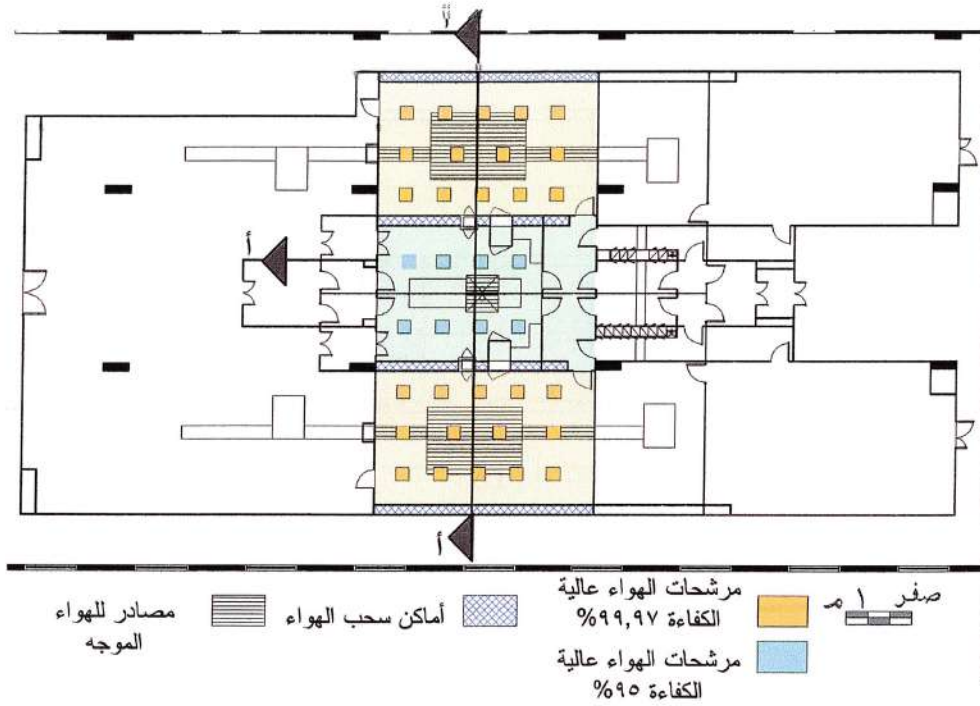 أ
أ
صفر ١ م
مرشحات الهواء عالية
الكفاءة ٩٩,٩٧%
مرشحات الهواء عالية
الكفاءة ٩٥%
أماكن سحب الهواء
مصادر للهواء
الموجه